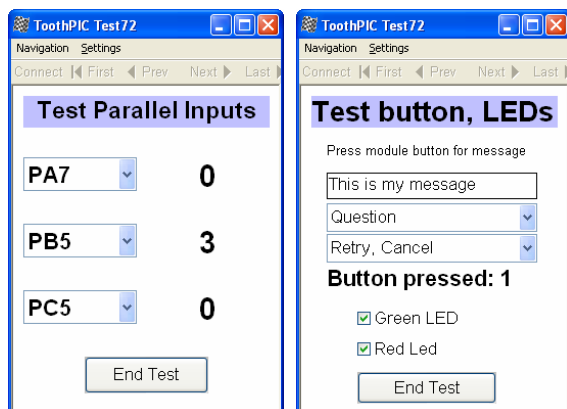 ToothPIC Test72
Navigation Settings
Connect First Prev Next Last
Test Parallel Inputs
PA7 0
PB5 3
PC5 0
End Test
ToothPIC Test72
Navigation Settings
Connect First Prev Next Last
Test button, LEDs
Press module button for message
This is my message
Question
Retry, Cancel
Button pressed: 1
Green LED
Red Led
End Test